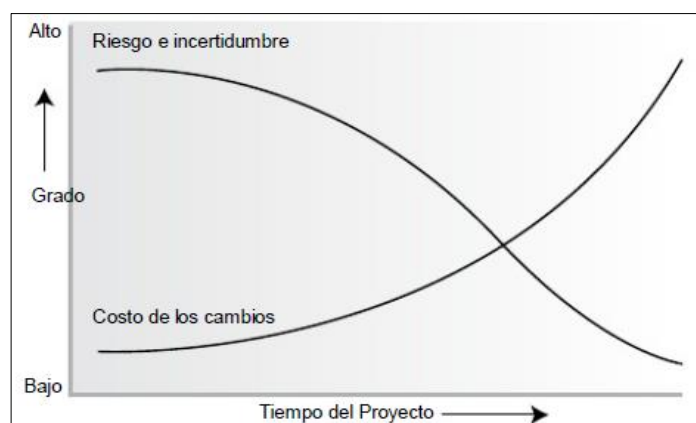 Alto
Riesgo e incertidumbre
Grado
Costo de los cambios
Bajo
Tiempo del Proyecto